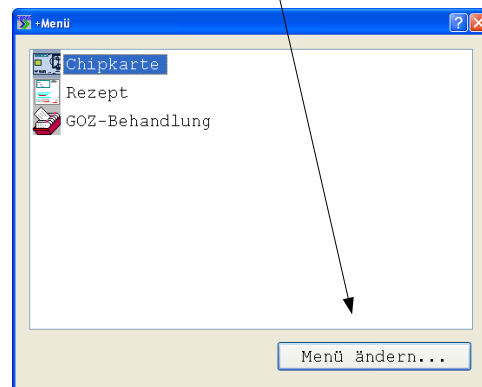 +Menü
Chipkarte
Rezept
GOZ-Behandlung
Menü ändern...